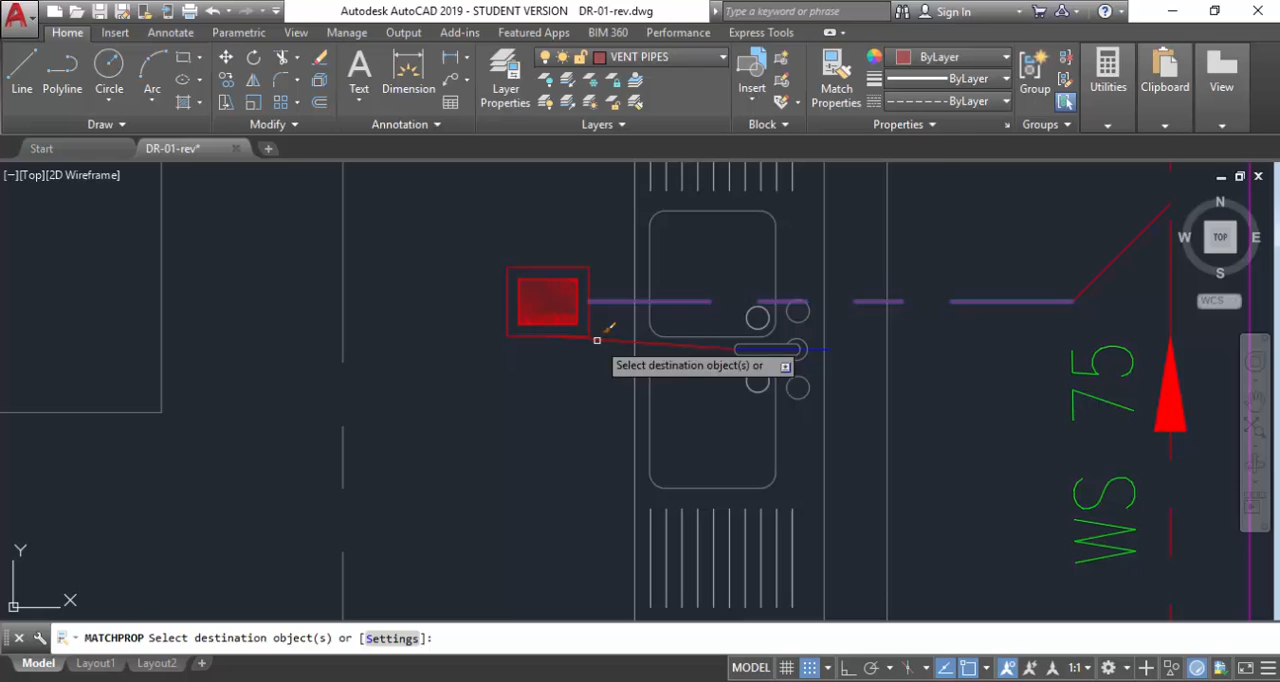 Autodesk AutoCAD 2019 - STUDENT VERSION DR-01-rev.dwg
Type a keyword or phrase
Sign In
Home Insert Annotate Parametric View Manage Output Add-ins Featured Apps BIM 360 Performance Express Tools
VENT PIPES
ByLayer
ByLayer
ByLayer
Line Polyline Circle Arc
Text Dimension
Layer Properties
Insert
Match Properties
Group
Utilities
Clipboard
View
Draw Modify Annotation Layers Block Properties Groups
Start DR-01-rev*
[−][Top][2D Wireframe]
N
W TOP E
S
WCS
Select destination object(s) or
WS 75
Y
X
MATCHPROP Select destination object(s) or [Settings]:
Model Layout1 Layout2
MODEL
1:1